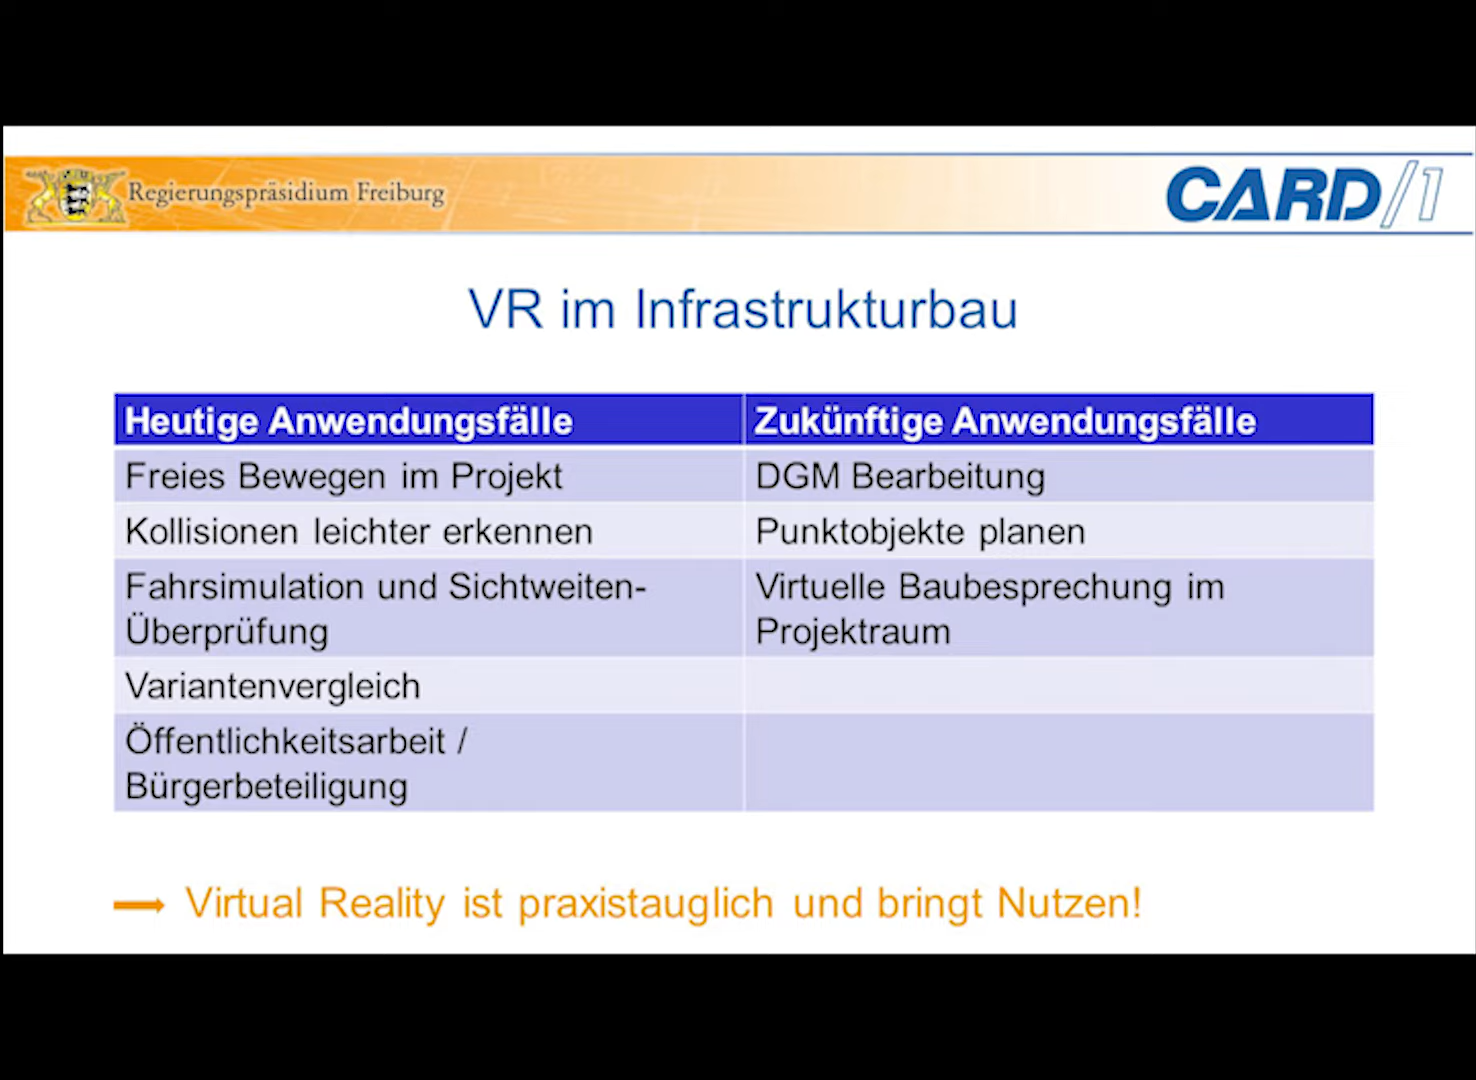 Regierungspräsidium Freiburg
CARD/1
VR im Infrastrukturbau
Heutige Anwendungsfälle
Zukünftige Anwendungsfälle
Freies Bewegen im Projekt
DGM Bearbeitung
Kollisionen leichter erkennen
Punktobjekte planen
Fahrsimulation und Sichtweiten-
Überprüfung
Virtuelle Baubesprechung im
Projektraum
Variantenvergleich
Öffentlichkeitsarbeit /
Bürgerbeteiligung
Virtual Reality ist praxistauglich und bringt Nutzen!